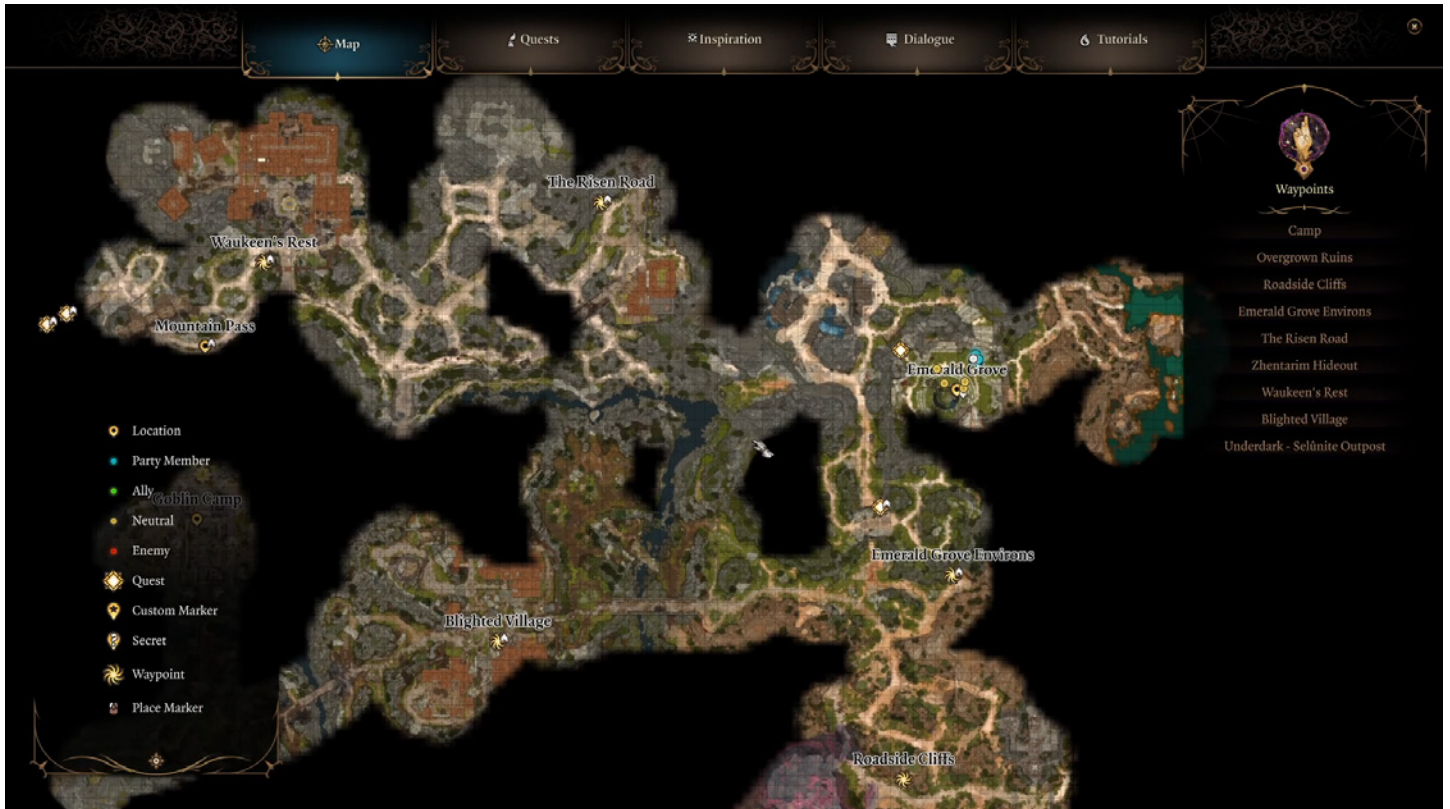 Map
Quests
Inspiration
Dialogue
Tutorials
The Risen Road
Waukeen's Rest
Mountain Pass
Emerald Grove
Goblin Camp
Emerald Grove Environs
Blighted Village
Roadside Cliffs
Location
Party Member
Ally
Neutral
Enemy
Quest
Custom Marker
Secret
Waypoint
Place Marker
Waypoints
Camp
Overgrown Ruins
Roadside Cliffs
Emerald Grove Environs
The Risen Road
Zhentarim Hideout
Waukeen's Rest
Blighted Village
Underdark - Selûnite Outpost